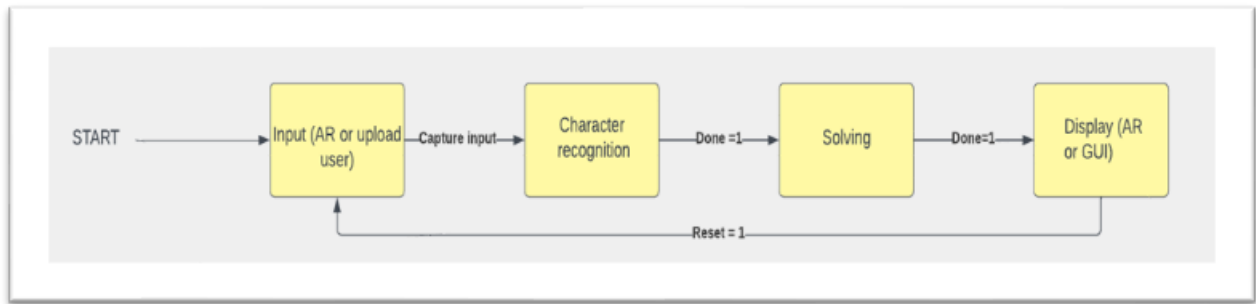 START
Input (AR or upload
user)
Capture input
Character
recognition
Done =1
Solving
Done=1
Display (AR
or GUI)
Reset = 1